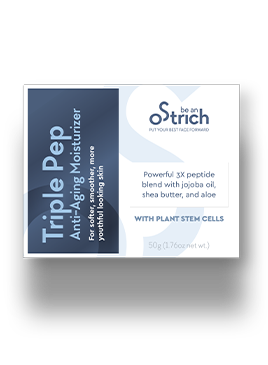 Triple Pep
Anti-Aging Moisturizer
For softer, smoother, more
youthful looking skin
be an
oStrich
PUT YOUR BEST FACE FORWARD
Powerful 3X peptide
blend with jojoba oil,
shea butter, and aloe
WITH PLANT STEM CELLS
50g (1.76oz net wt.)